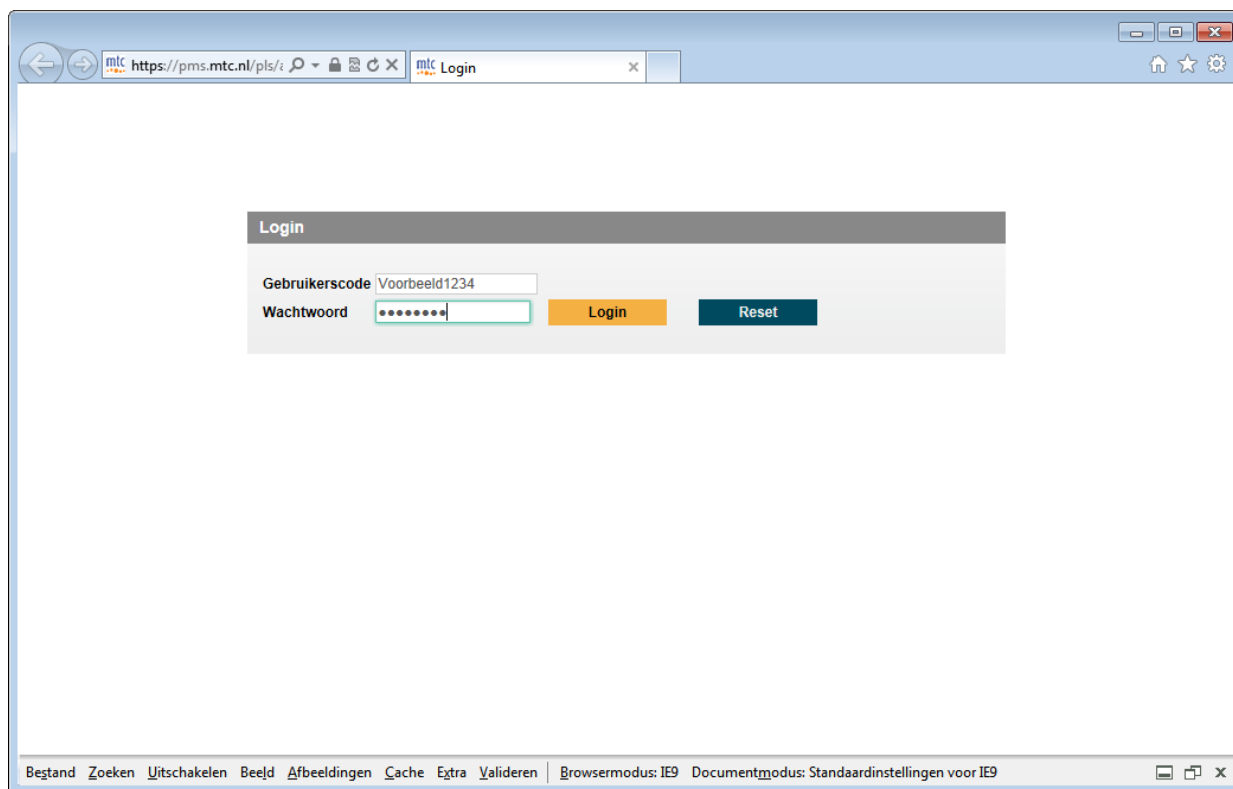 mtc https://pms.mtc.nl/pls/
mtc Login
Login
Gebruikerscode Voorbeeld1234
Wachtwoord ●●●●●●●●
Login Reset
Bestand Zoeken Uitschakelen Beeld Afbeeldingen Cache Extra Valideren Browsermodus: IE9 Documentmodus: Standaardinstellingen voor IE9